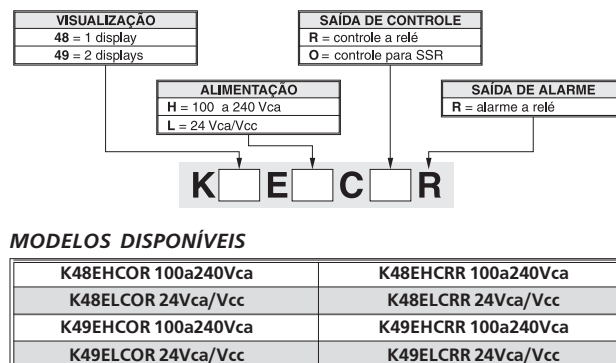 VISUALIZAÇÃO
48 = 1 display
49 = 2 displays
SAÍDA DE CONTROLE
R = controle a relé
O = controle para SSR
ALIMENTAÇÃO
H = 100 a 240 Vca
L = 24 Vca/Vcc
SAÍDA DE ALARME
R = alarme a relé
K E C R
MODELOS DISPONÍVEIS
K48EHCOR 100a240Vca K48EHCRR 100a240Vca
K48ELCOR 24Vca/Vcc K48ELCRR 24Vca/Vcc
K49EHCOR 100a240Vca K49EHCRR 100a240Vca
K49ELCOR 24Vca/Vcc K49ELCRR 24Vca/Vcc